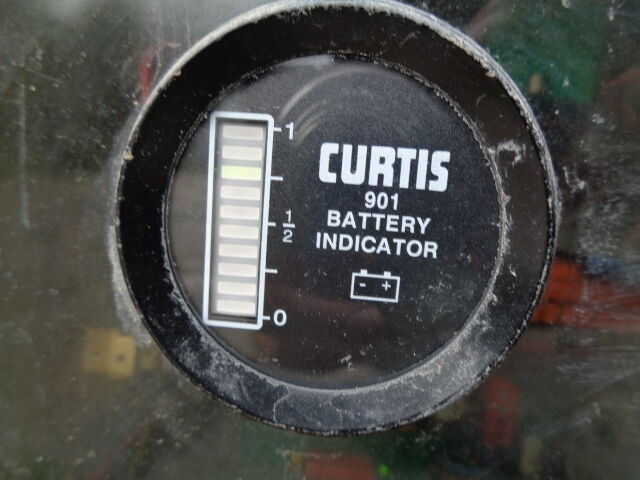 1
CURTIS
901
BATTERY
INDICATOR
1/2
- +
0